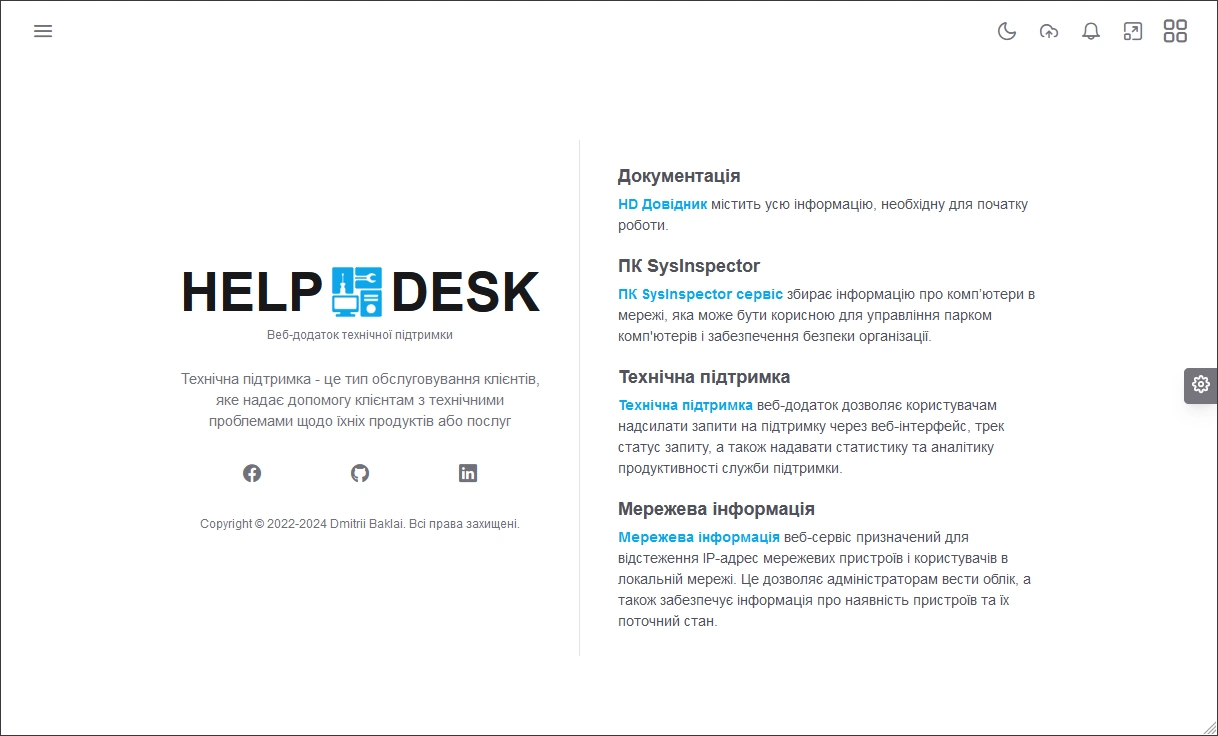 HELP DESK
Веб-додаток технічної підтримки
Технічна підтримка - це тип обслуговування клієнтів,
яке надає допомогу клієнтам з технічними
проблемами щодо їхніх продуктів або послуг
Copyright © 2022-2024 Dmitrii Baklai. Всі права захищені.
Документація
HD Довідник містить усю інформацію, необхідну для початку
роботи.
ПК SysInspector
ПК SysInspector сервіс збирає інформацію про комп’ютери в
мережі, яка може бути корисною для управління парком
комп'ютерів і забезпечення безпеки організації.
Технічна підтримка
Технічна підтримка веб-додаток дозволяє користувачам
надсилати запити на підтримку через веб-інтерфейс, трек
статус запиту, а також надавати статистику та аналітику
продуктивності служби підтримки.
Мережева інформація
Мережева інформація веб-сервіс призначений для
відстеження IP-адрес мережевих пристроїв і користувачів в
локальній мережі. Це дозволяє адміністраторам вести облік, а
також забезпечує інформація про наявність пристроїв та їх
поточний стан.